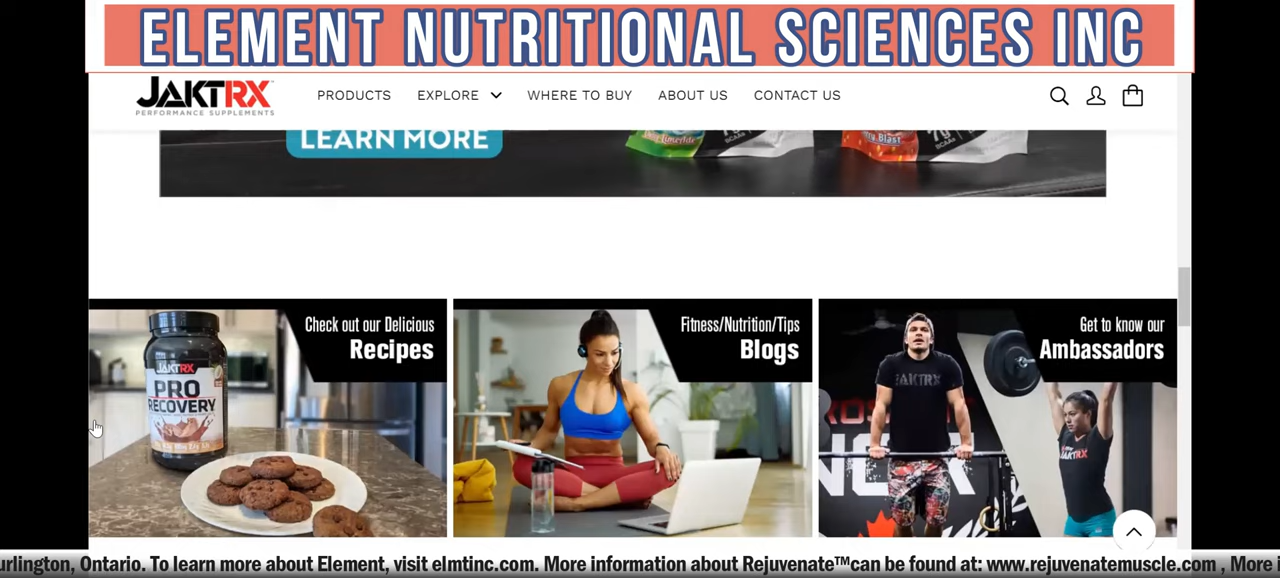 ELEMENT NUTRITIONAL SCIENCES INC
JAKTRX
PERFORMANCE SUPPLEMENTS
PRODUCTS EXPLORE WHERE TO BUY ABOUT US CONTACT US
LEARN MORE
BCAAs
BCAAs
Check out our Delicious
Recipes
Fitness/Nutrition/Tips
Blogs
Get to know our
Ambassadors
JAKTRX
PRO
RECOVERY
JAKTRX
JAKTRX
urlington, Ontario. To learn more about Element, visit elmtinc.com. More information about Rejuvenate™can be found at: www.rejuvenatemuscle.com , More i